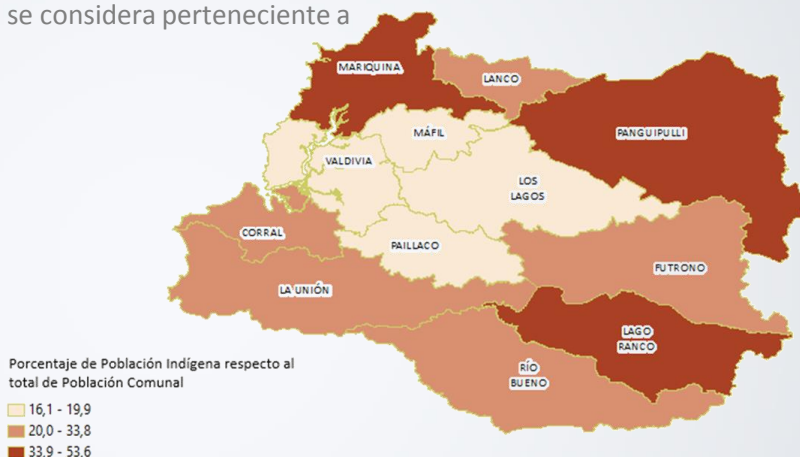 se considera perteneciente a
MARIQUINA
LANCO
PANGUIPULLI
MÁFIL
VALDIVIA
LOS
LAGOS
CORRAL
PAILLACO
FUTRONO
LA UNIÓN
LAGO
RANCO
RÍO
BUENO
Porcentaje de Población Indígena respecto al
total de Población Comunal
16,1 - 19,9
20,0 - 33,8
33,9 - 53,6